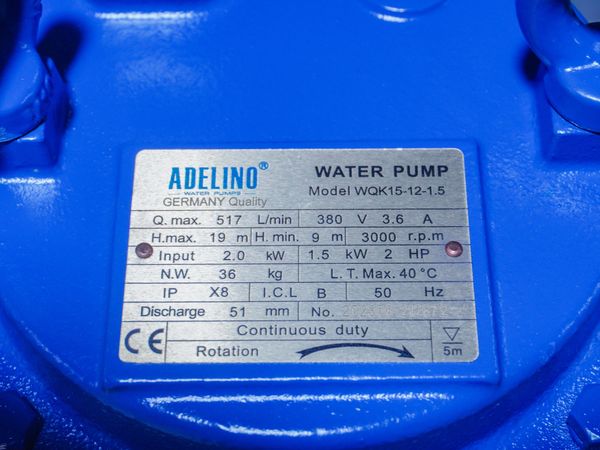 ADELINO®
WATER PUMPS
GERMANY Quality
WATER PUMP
Model WQK15-12-1.5
Q. max. 517 L/min 380 V 3.6 A
H.max. 19 m H. min. 9 m 3000 r.p.m
Input 2.0 kW 1.5 kW 2 HP
N.W. 36 kg L. T. Max. 40 °C
IP X8 I.C.L B 50 Hz
Discharge 51 mm No.
CE Continuous duty
Rotation 5m